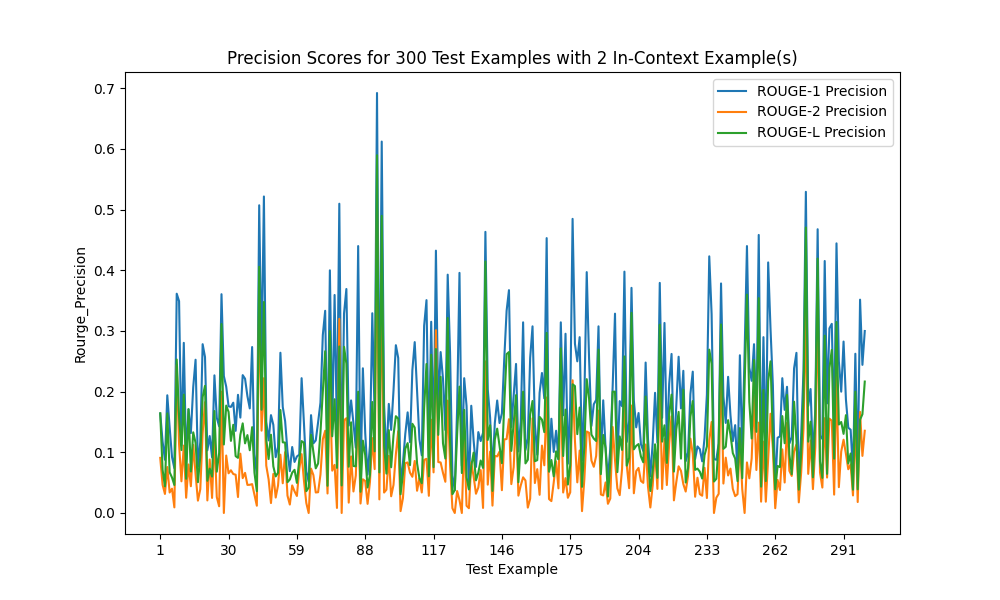 Precision Scores for 300 Test Examples with 2 In-Context Example(s)
ROUGE-1 Precision
ROUGE-2 Precision
ROUGE-L Precision
0.7
0.6
0.5
0.4
0.3
0.2
0.1
0.0
Rourge_Precision
1 30 59 88 117 146 175 204 233 262 291
Test Example